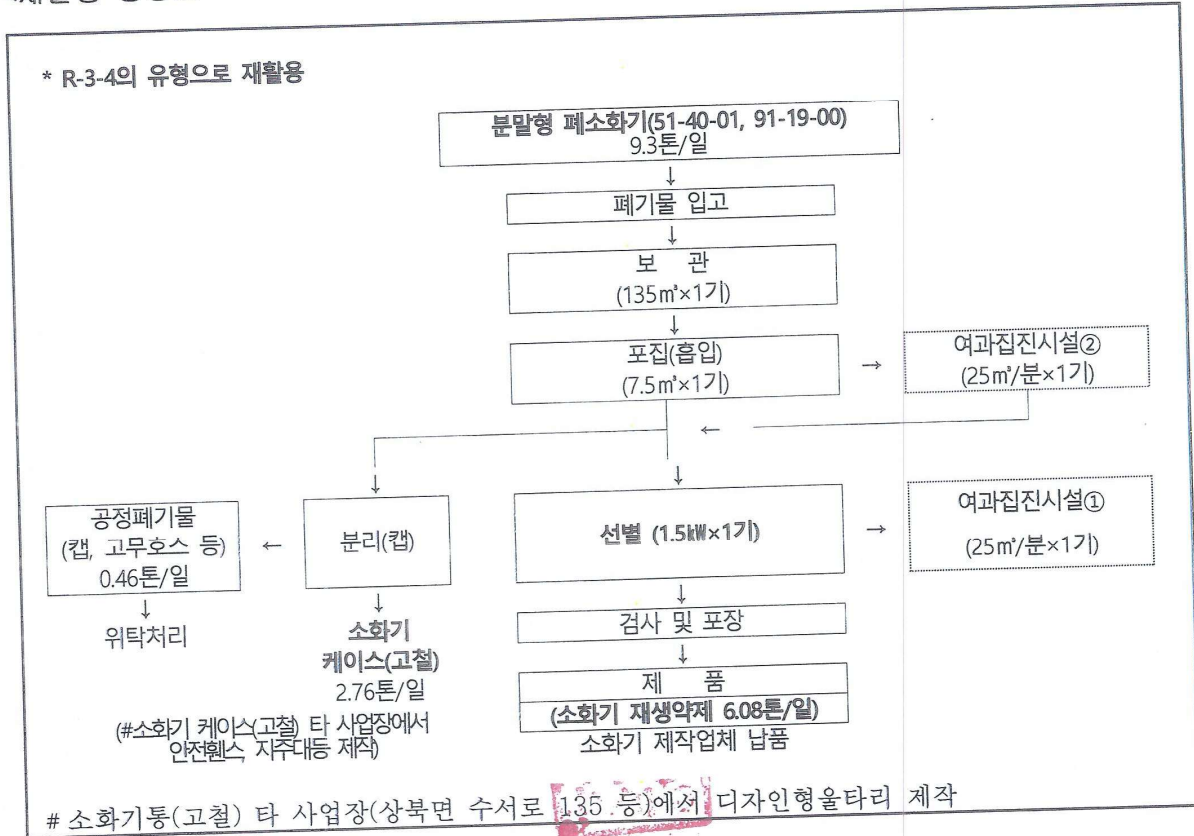 * R-3-4의 유형으로 재활용
분말형 폐소화기(51-40-01, 91-19-00)
9.3톤/일
↓
폐기물 입고
↓
보 관
(135㎥×1기)
↓
포집(흡입)
(7.5㎥×1기)
→
여과집진시설②
(25㎥/분×1기)
←
↓
↓
공정폐기물
(캡, 고무호스 등)
0.46톤/일
←
분리(캡)
선별 (1.5㎾×1기)
→
여과집진시설①
(25㎥/분×1기)
↓
위탁처리
↓
소화기
케이스(고철)
2.76톤/일
(#소화기 케이스(고철) 타 사업장에서
안전휀스, 지주대등 제작)
↓
검사 및 포장
↓
제 품
(소화기 재생약제 6.08톤/일)
소화기 제작업체 납품
# 소화기통(고철) 타 사업장(상북면 수서로 135 등)에서 디자인형울타리 제작